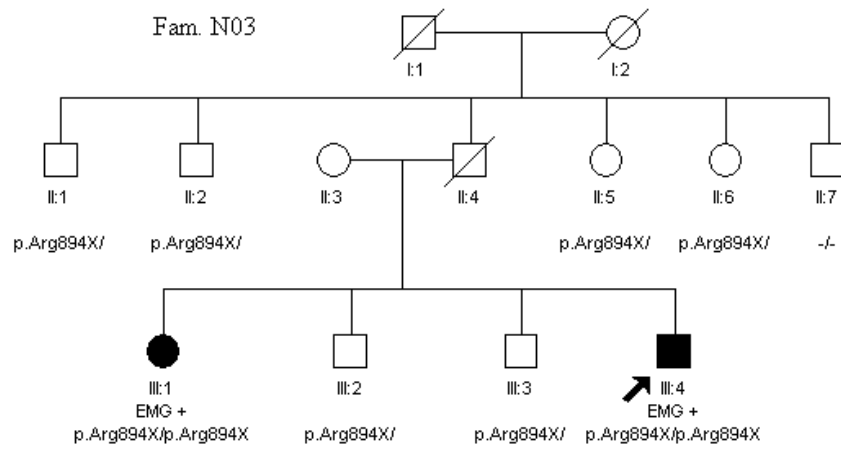 Fam. N03
I:1 I:2
II:1 II:2 II:3 II:4 II:5 II:6 II:7
p.Arg894X/ p.Arg894X/ p.Arg894X/ p.Arg894X/ -/-
III:1 III:2 III:3 III:4
EMG + EMG +
p.Arg894X/p.Arg894X p.Arg894X/ p.Arg894X/ p.Arg894X/p.Arg894X